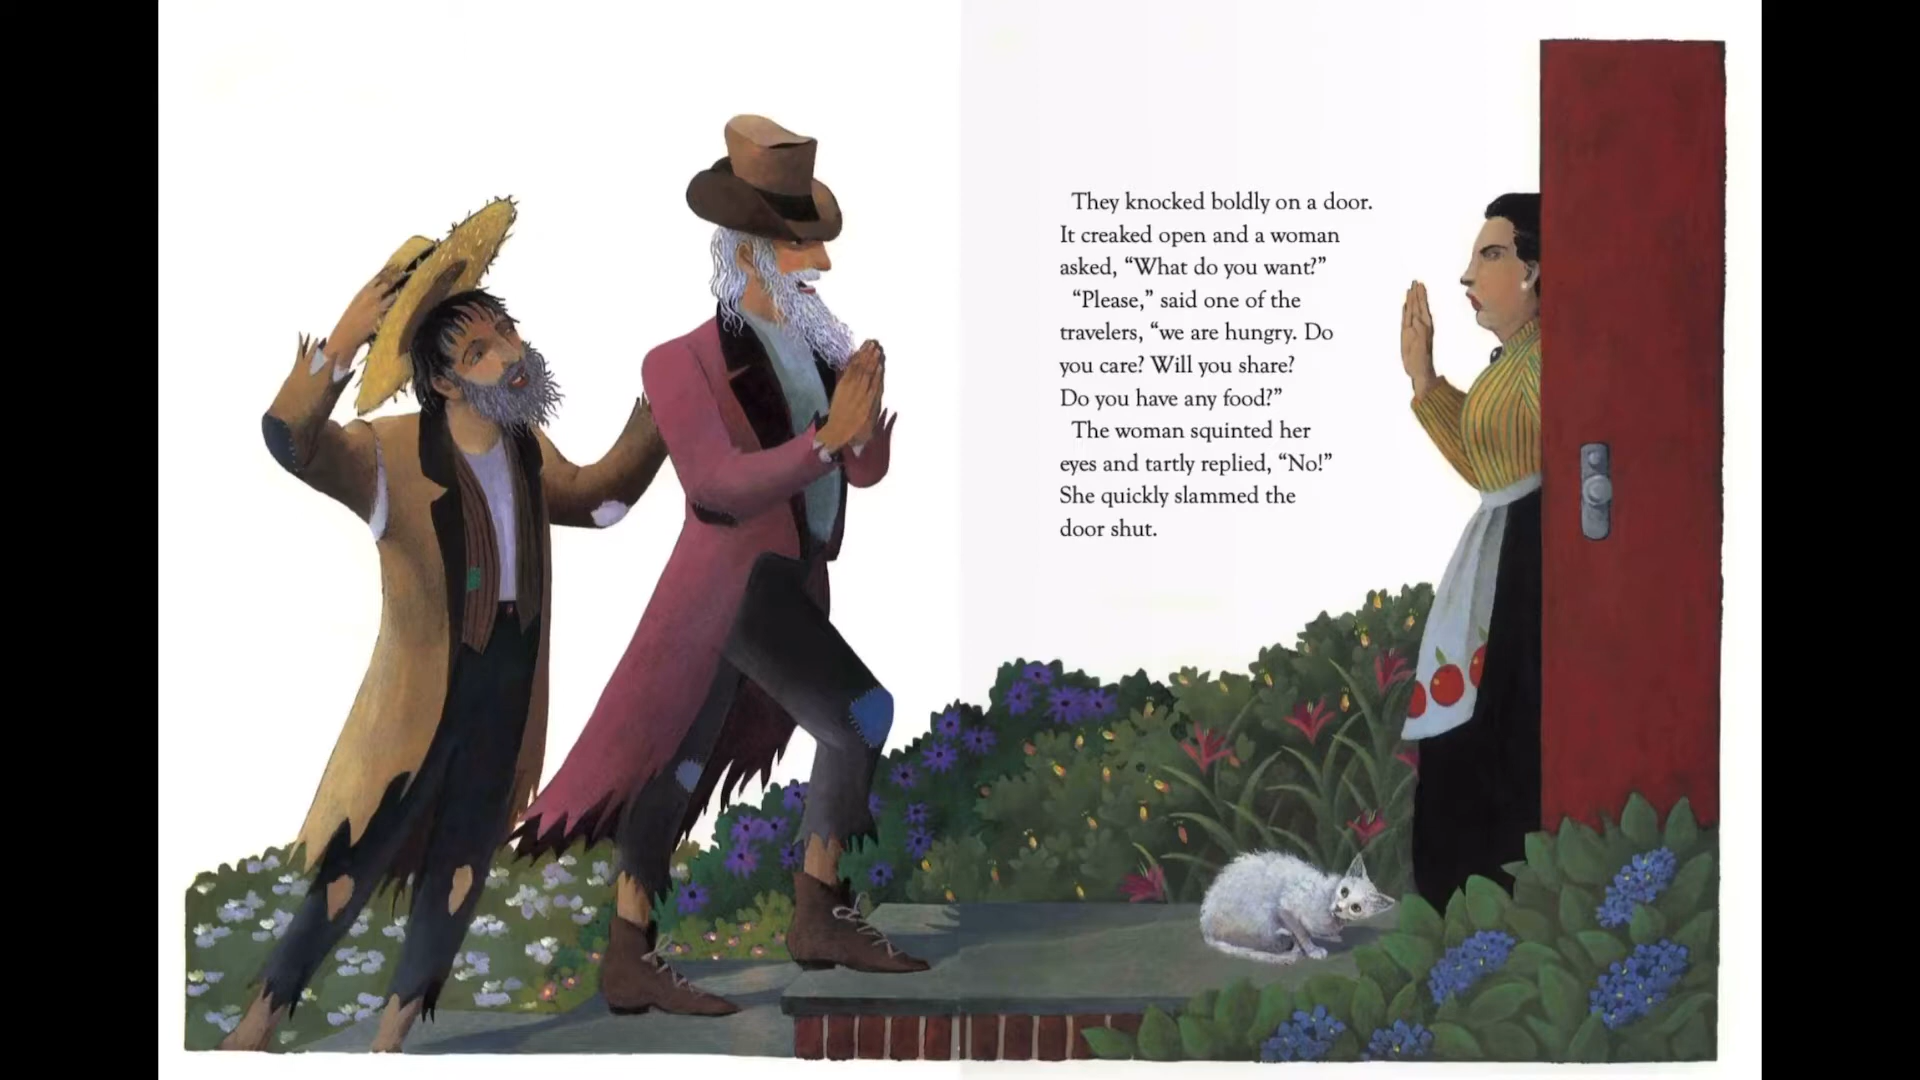 They knocked boldly on a door.
It creaked open and a woman
asked, “What do you want?”
“Please,” said one of the
travelers, “we are hungry. Do
you care? Will you share?
Do you have any food?”
The woman squinted her
eyes and tartly replied, “No!”
She quickly slammed the
door shut.